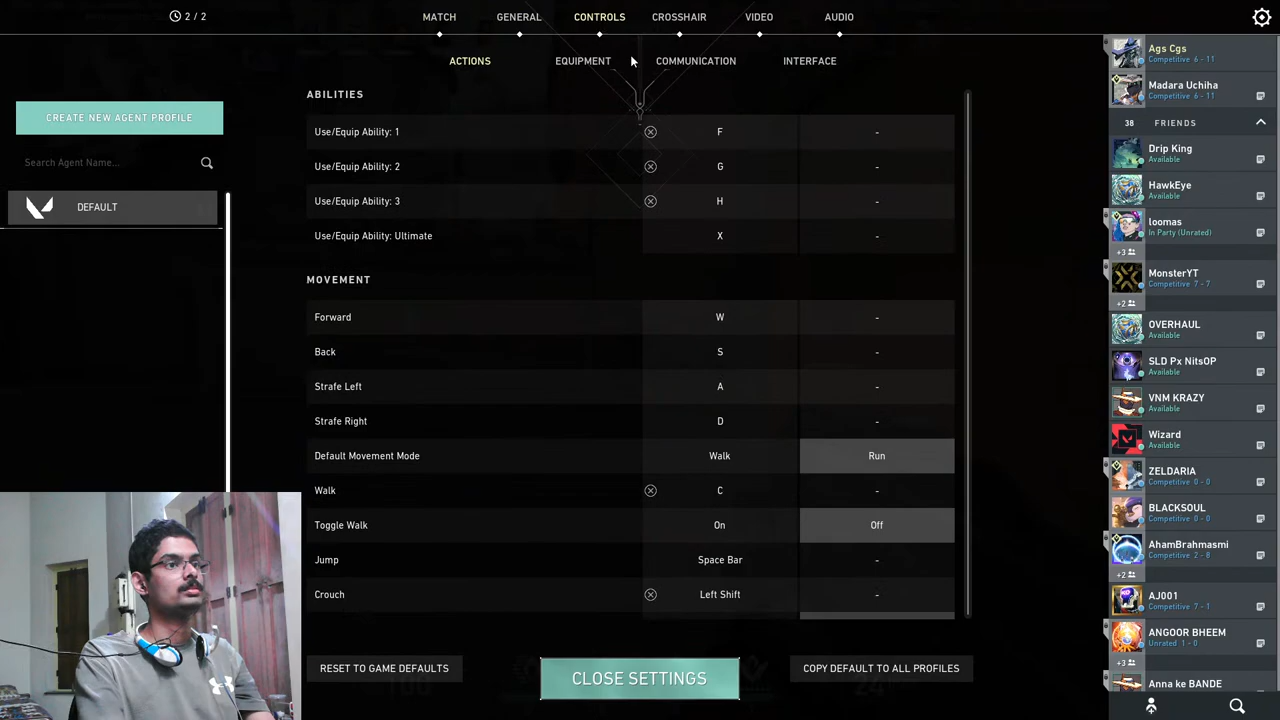 2 / 2
MATCH GENERAL CONTROLS CROSSHAIR VIDEO AUDIO
ACTIONS EQUIPMENT COMMUNICATION INTERFACE
CREATE NEW AGENT PROFILE
Search Agent Name...
DEFAULT
ABILITIES
Use/Equip Ability: 1 F -
Use/Equip Ability: 2 G -
Use/Equip Ability: 3 H -
Use/Equip Ability: Ultimate X -
MOVEMENT
Forward W -
Back S -
Strafe Left A -
Strafe Right D -
Default Movement Mode Walk Run
Walk C -
Toggle Walk On Off
Jump Space Bar -
Crouch Left Shift -
RESET TO GAME DEFAULTS
CLOSE SETTINGS
COPY DEFAULT TO ALL PROFILES
Ags Cgs
Competitive 6 - 11
Madara Uchiha
Competitive 6 - 11
38 FRIENDS
Drip King
Available
HawkEye
Available
loomas
In Party (Unrated)
+3
MonsterYT
Competitive 7 - 7
+2
OVERHAUL
Available
SLD Px NitsOP
Available
VNM KRAZY
Available
Wizard
Available
ZELDARIA
Competitive 0 - 0
BLACKSOUL
Competitive 0 - 0
AhamBrahmasmi
Competitive 2 - 8
+2
AJ001
Competitive 7 - 1
ANGOOR BHEEM
Unrated 1 - 0
+3
Anna ke BANDE